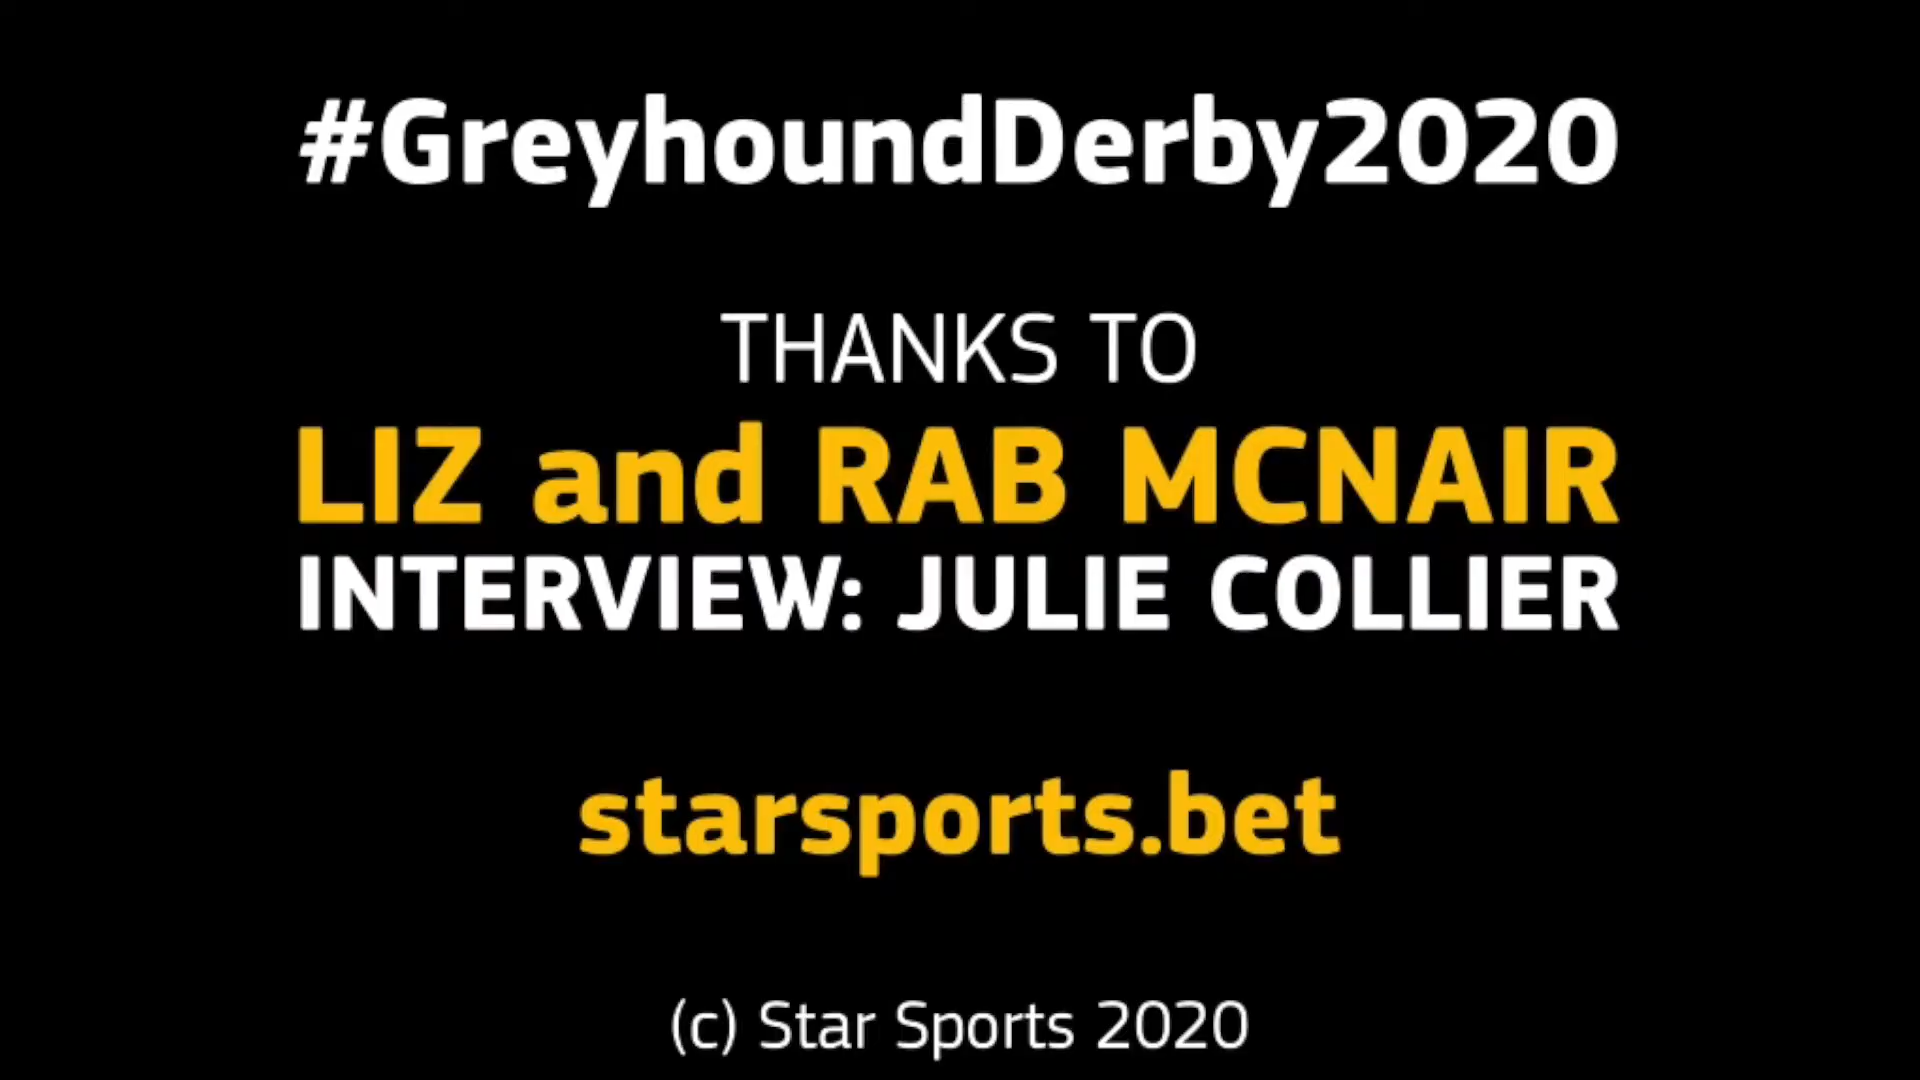 #GreyhoundDerby2020
THANKS TO
LIZ and RAB MCNAIR
INTERVIEW: JULIE COLLIER
starsports.bet
(c) Star Sports 2020